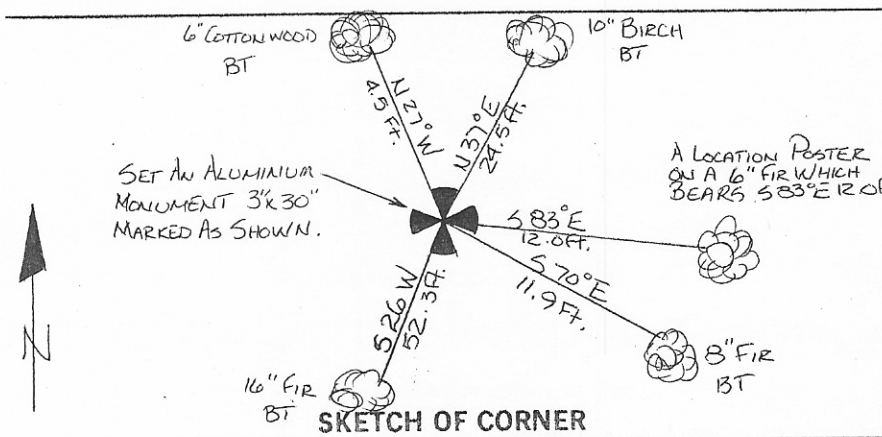 6" COTTONWOOD
BT
10" BIRCH
BT
N 27° W
4.5 Ft.
N 37° E
24.5 Ft.
SET AN ALUMINIUM
MONUMENT 3"x 30"
MARKED AS SHOWN.
A LOCATION POSTER
ON A 6" FIR WHICH
BEARS S 83° E 12.0
S 83° E
12.0 Ft.
S 70° E
11.9 Ft.
S 26 W
52.3 Ft.
N
8" FIR
BT
16" FIR
BT
SKETCH OF CORNER